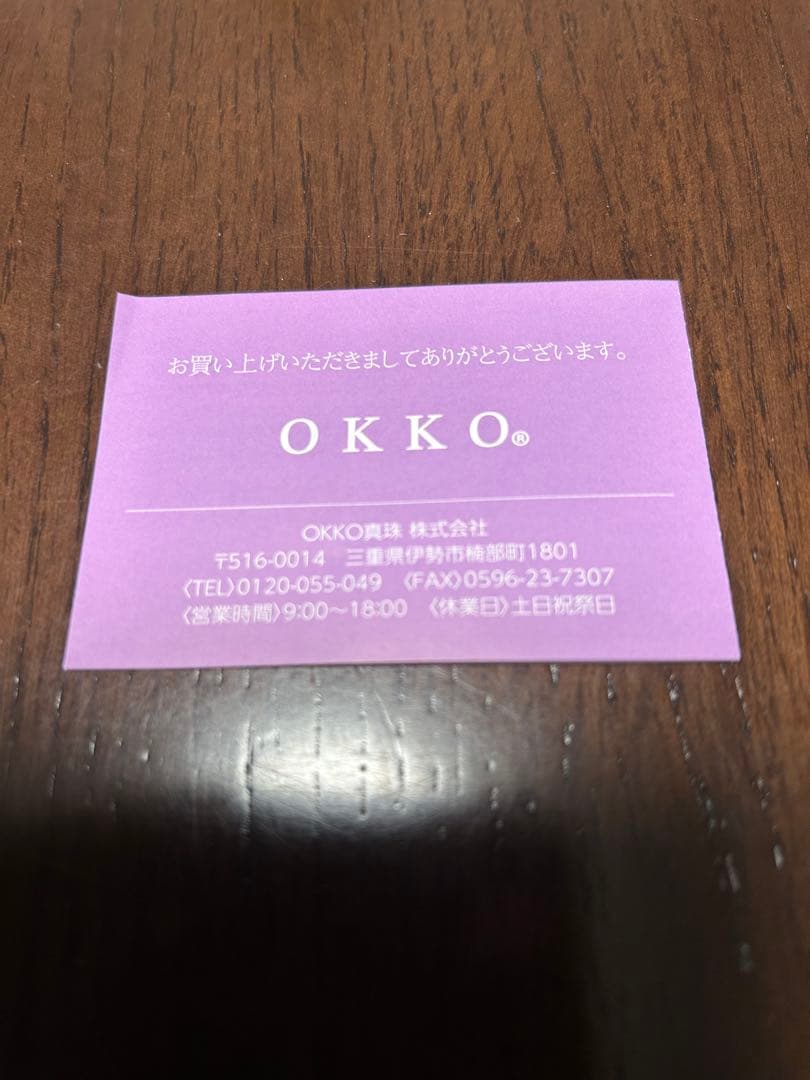 お買い上げいただきましてありがとうございます。
OKKO®
OKKO真珠 株式会社
〒516-0014 三重県伊勢市楠部町1801
〈TEL〉0120-055-049 〈FAX〉0596-23-7307
〈営業時間〉9:00〜18:00 〈休業日〉土日祝祭日